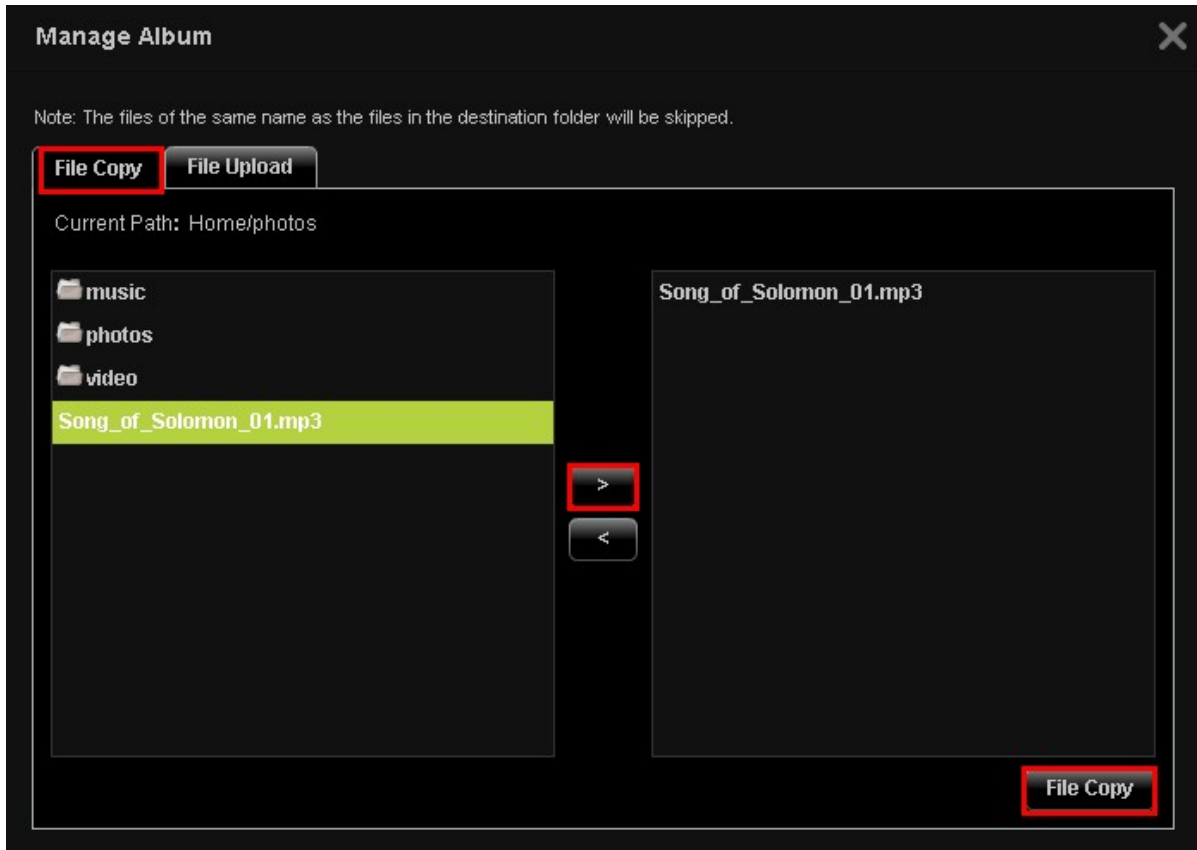 Manage Album
Note: The files of the same name as the files in the destination folder will be skipped.
File Copy
File Upload
Current Path: Home/photos
music
photos
video
Song_of_Solomon_01.mp3
>
<
Song_of_Solomon_01.mp3
File Copy